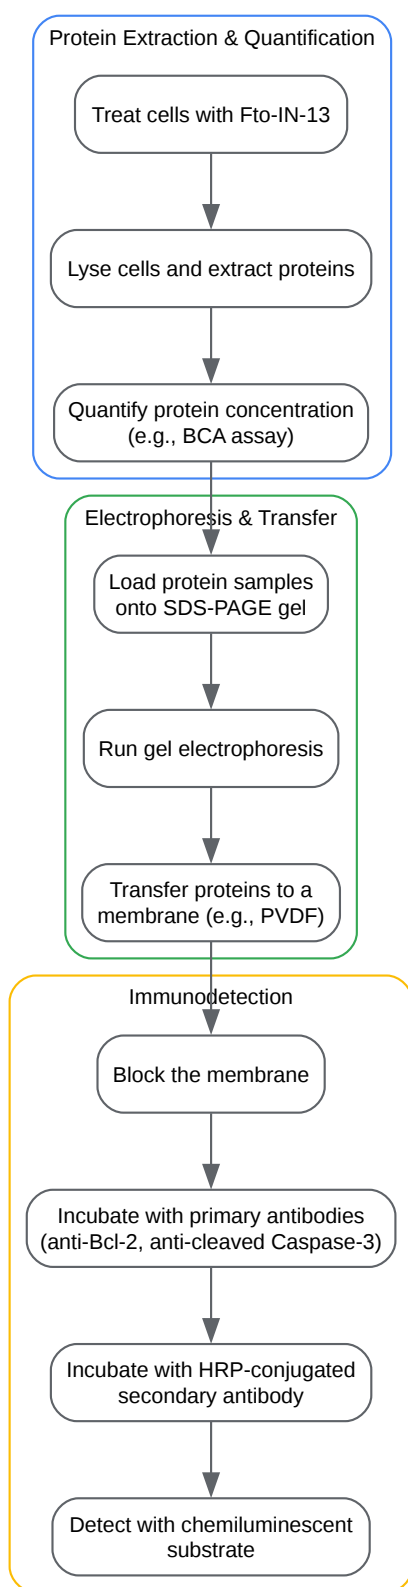 Protein Extraction & Quantification
Treat cells with Fto-IN-13
Lyse cells and extract proteins
Quantify protein concentration
(e.g., BCA assay)
Electrophoresis & Transfer
Load protein samples
onto SDS-PAGE gel
Run gel electrophoresis
Transfer proteins to a
membrane (e.g., PVDF)
Immunodetection
Block the membrane
Incubate with primary antibodies
(anti-Bcl-2, anti-cleaved Caspase-3)
Incubate with HRP-conjugated
secondary antibody
Detect with chemiluminescent
substrate